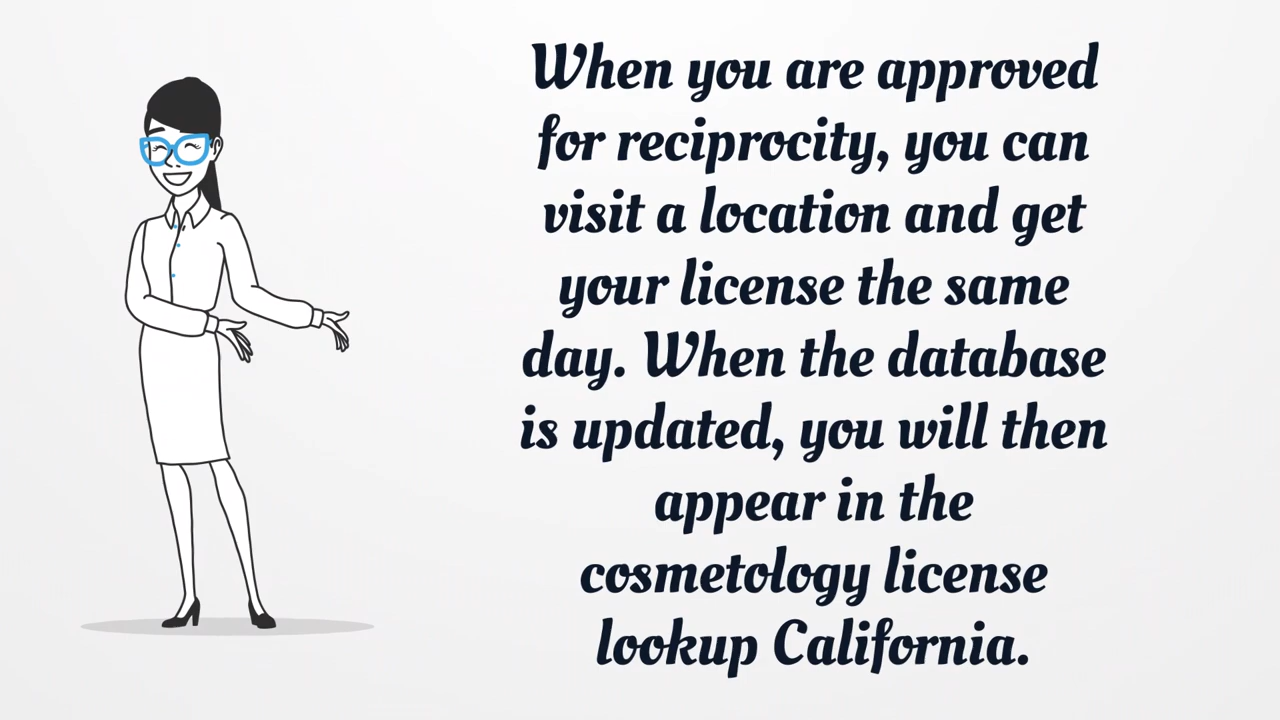 When you are approved
for reciprocity, you can
visit a location and get
your license the same
day. When the database
is updated, you will then
appear in the
cosmetology license
lookup California.